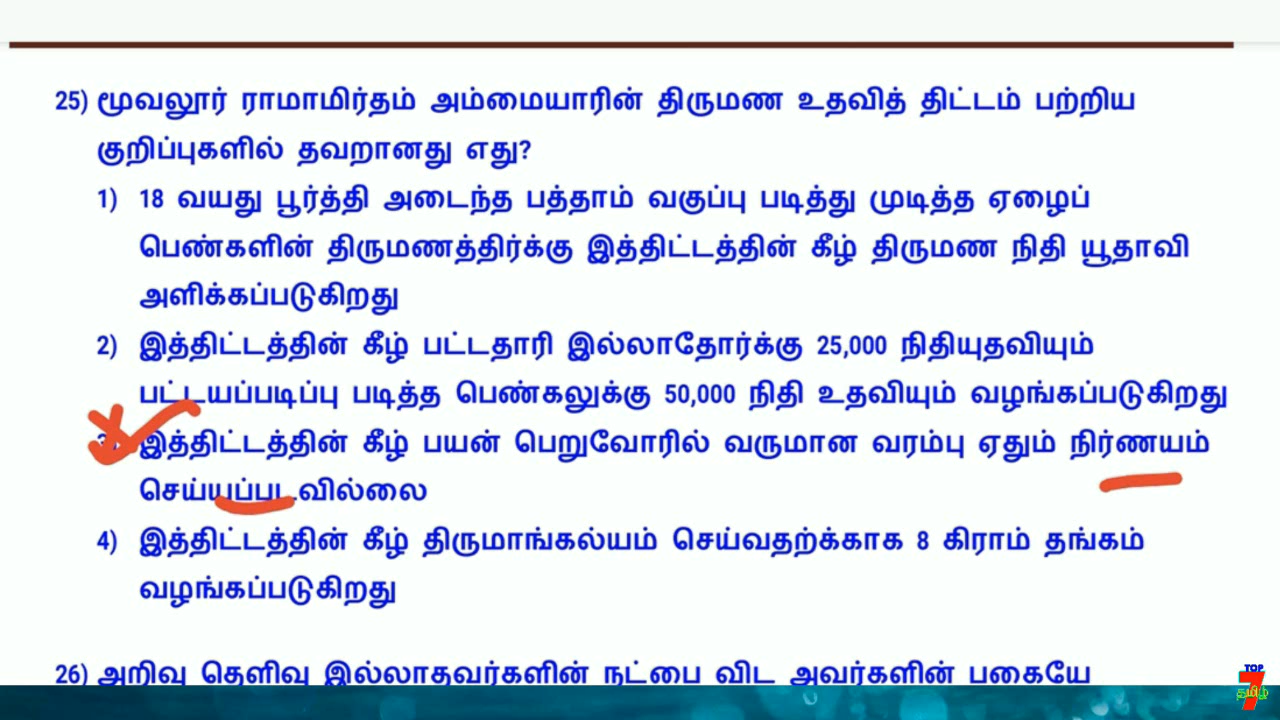 25) மூவலூர் ராமாமிர்தம் அம்மையாரின் திருமண உதவித் திட்டம் பற்றிய
குறிப்புகளில் தவறானது எது?
1) 18 வயது பூர்த்தி அடைந்த பத்தாம் வகுப்பு படித்து முடித்த ஏழைப்
பெண்களின் திருமணத்திர்க்கு இத்திட்டத்தின் கீழ் திருமண நிதி யூதாவி
அளிக்கப்படுகிறது
2) இத்திட்டத்தின் கீழ் பட்டதாரி இல்லாதோர்க்கு 25,000 நிதியுதவியும்
பட்டயப்படிப்பு படித்த பெண்கலுக்கு 50,000 நிதி உதவியும் வழங்கப்படுகிறது
3) இத்திட்டத்தின் கீழ் பயன் பெறுவோரில் வருமான வரம்பு ஏதும் நிர்ணயம்
செய்யப்படவில்லை
4) இத்திட்டத்தின் கீழ் திருமாங்கல்யம் செய்வதற்க்காக 8 கிராம் தங்கம்
வழங்கப்படுகிறது
26) அறிவு தெளிவு இல்லாதவர்களின் நட்பை விட அவர்களின் பகையே
TOP
7
தமிழ்